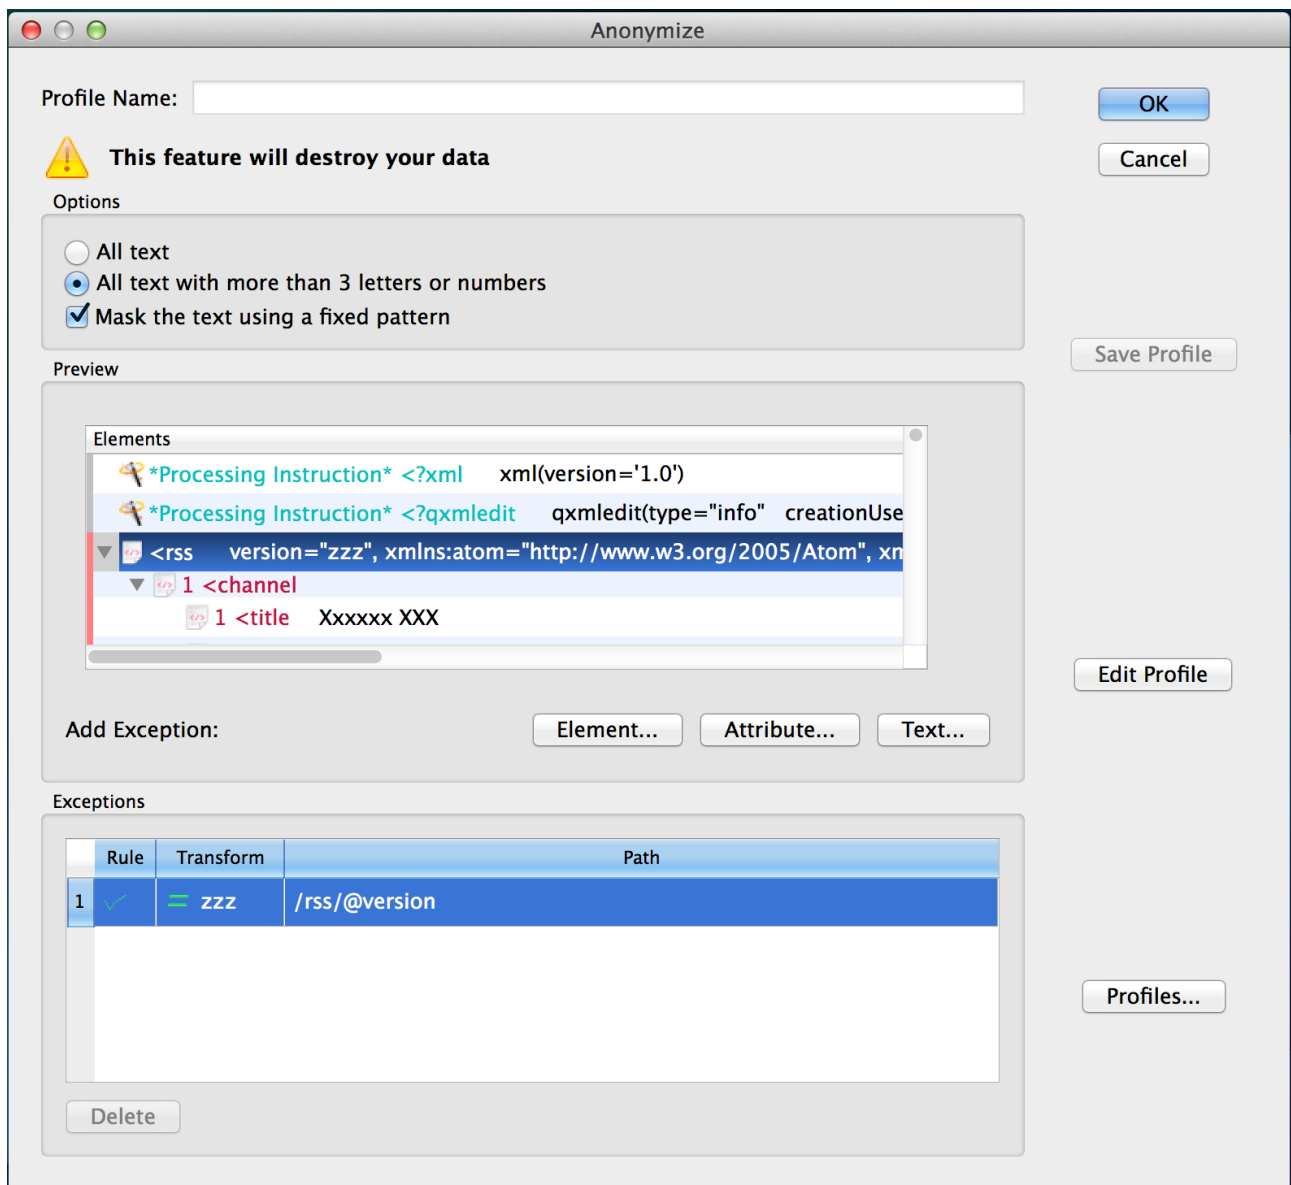 Anonymize
Profile Name:
OK
This feature will destroy your data
Cancel
Options
All text
All text with more than 3 letters or numbers
Mask the text using a fixed pattern
Save Profile
Preview
Elements
*Processing Instruction* <?xml xml(version='1.0')
*Processing Instruction* <?qxmledit qxmledit(type="info" creationUse
<rss version="zzz", xmlns:atom="http://www.w3.org/2005/Atom", xm
1 <channel
1 <title Xxxxxx XXX
Edit Profile
Add Exception: Element... Attribute... Text...
Exceptions
Rule Transform Path
1 = zzz /rss/@version
Profiles...
Delete